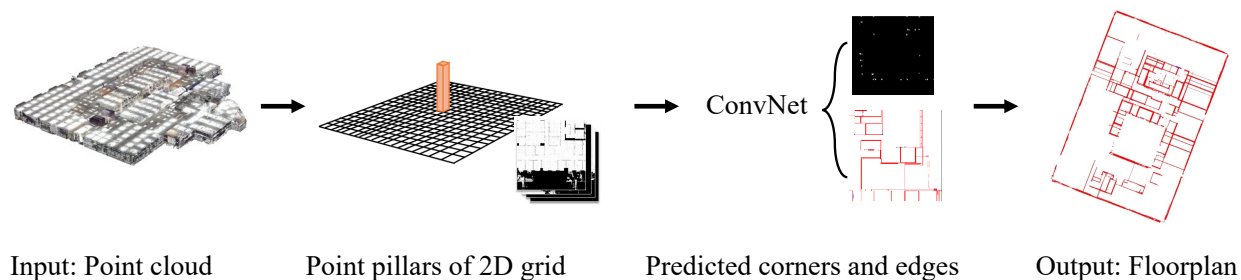 ConvNet
Input: Point cloud
Point pillars of 2D grid
Predicted corners and edges
Output: Floorplan